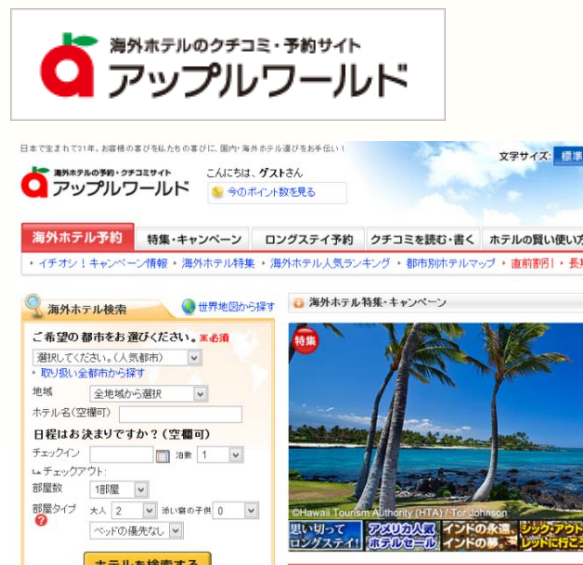 海外ホテルのクチコミ・予約サイト
アップルワールド
日本で生まれて21年。お客様の喜びを私たちの喜びに、国内・海外ホテル選びをお手伝い！
文字サイズ: 標準
海外ホテルの予約・クチコミサイト
アップルワールド
こんにちは、ゲストさん
今のポイント数を見る
海外ホテル予約 特集・キャンペーン ロングステイ予約 クチコミを読む・書く ホテルの賢い使い方
イチオシ！キャンペーン情報 海外ホテル特集 海外ホテル人気ランキング 都市別ホテルマップ 直前割引 長期
海外ホテル検索 世界地図から探す
海外ホテル特集・キャンペーン
ご希望の都市をお選びください。※必須
選択してください。(人気都市)
取り扱い全都市から探す
地域 全地域から選択
ホテル名(空欄可)
日程はお決まりですか？(空欄可)
チェックイン 泊数 1
チェックアウト:
部屋数 1部屋
部屋タイプ 大人 2 添い寝の子供 0
ベッドの優先なし
ホテルを検索する
特集
©Hawaii Tourism Authority (HTA) / Tor Johnson
思い切って
ロングステイ!
アメリカ人気
ホテルセール
インドの永遠、
インドの夢。
シック・アウト
レットに行こう